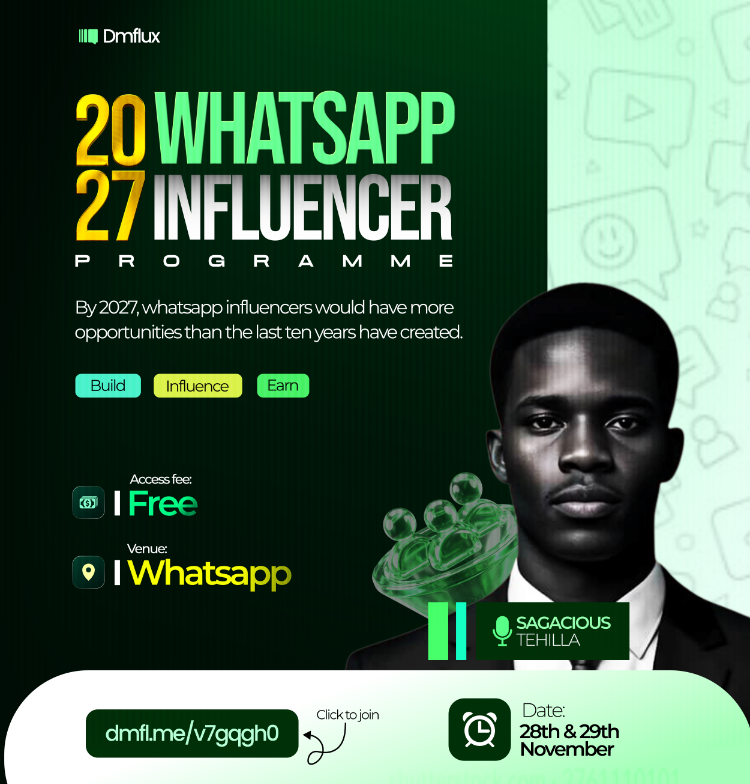 Dmflux
20 WHATSAPP
27 INFLUENCER
PROGRAMME
By 2027, whatsapp influencers would have more
opportunities than the last ten years have created.
Build Influence Earn
Access fee:
Free
Venue:
Whatsapp
SAGACIOUS
TEHILLA
dmfl.me/v7gqgh0
Click to join
Date:
28th & 29th
November